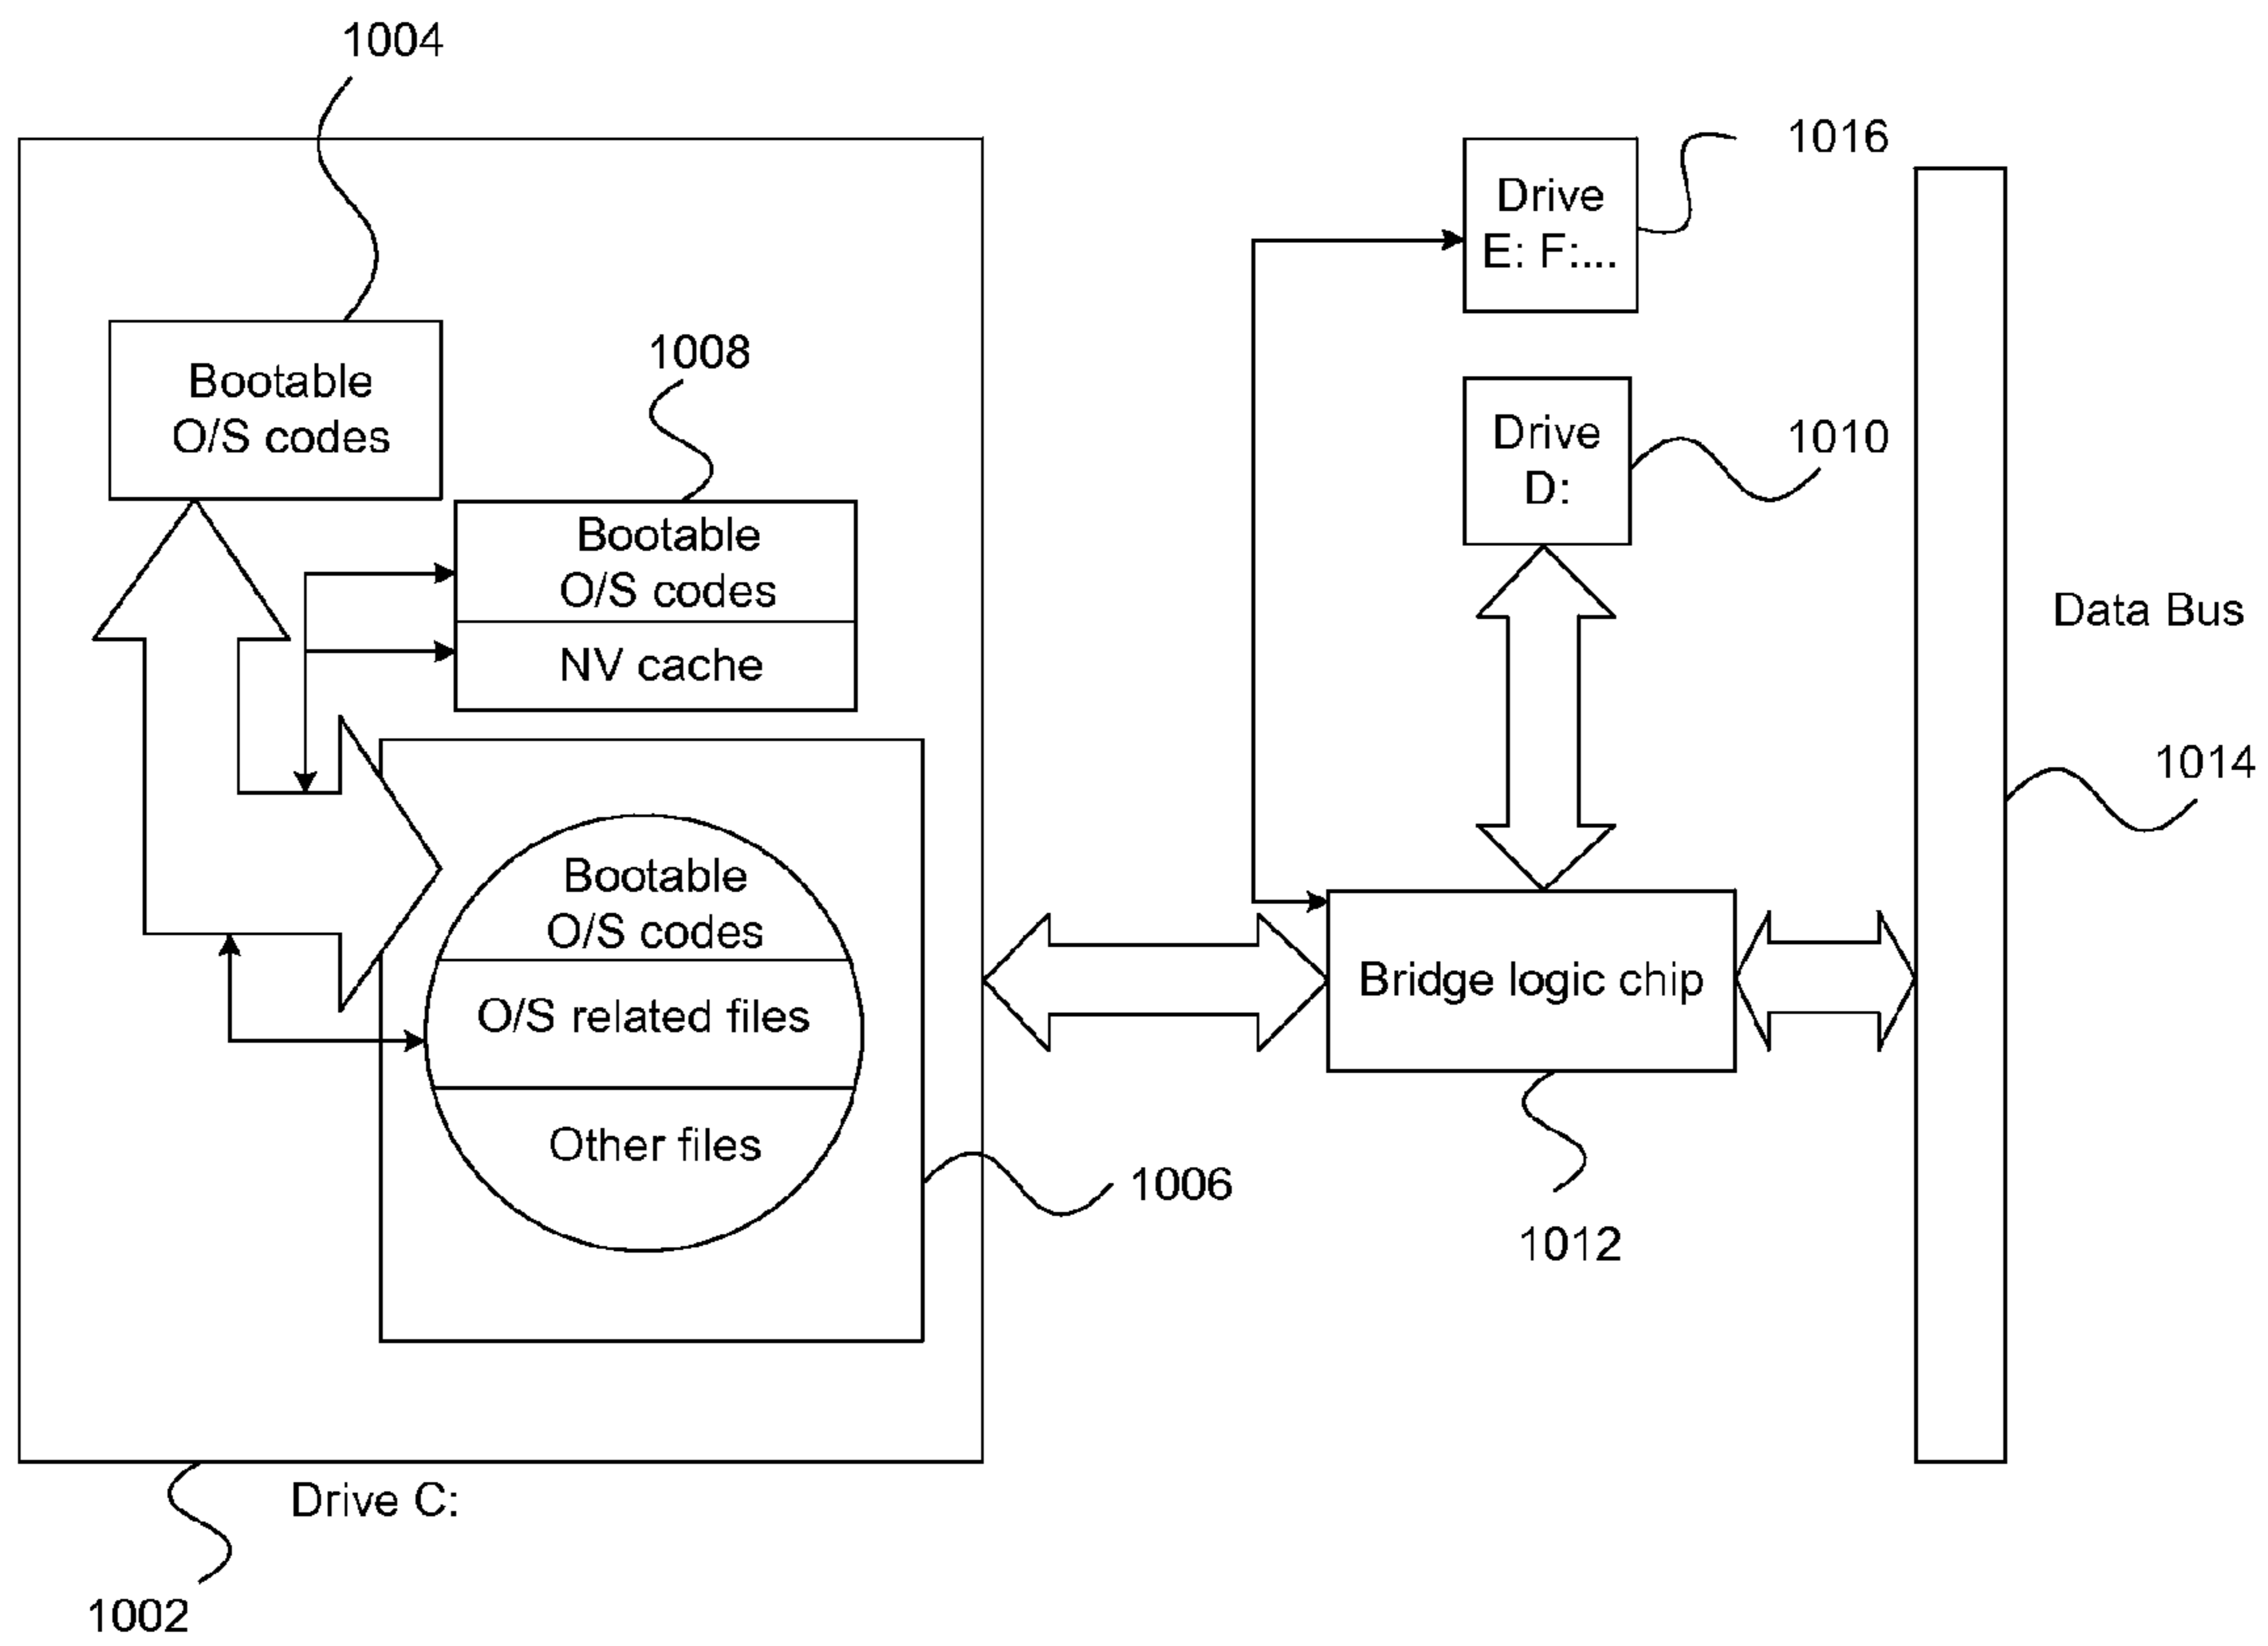 1004
1016
Drive
E: F:....
1008
Bootable
O/S codes
Drive
D:
1010
Bootable
O/S codes
NV cache
Data Bus
1014
Bootable
O/S codes
O/S related files
Other files
Bridge logic chip
1006
1012
Drive C:
1002